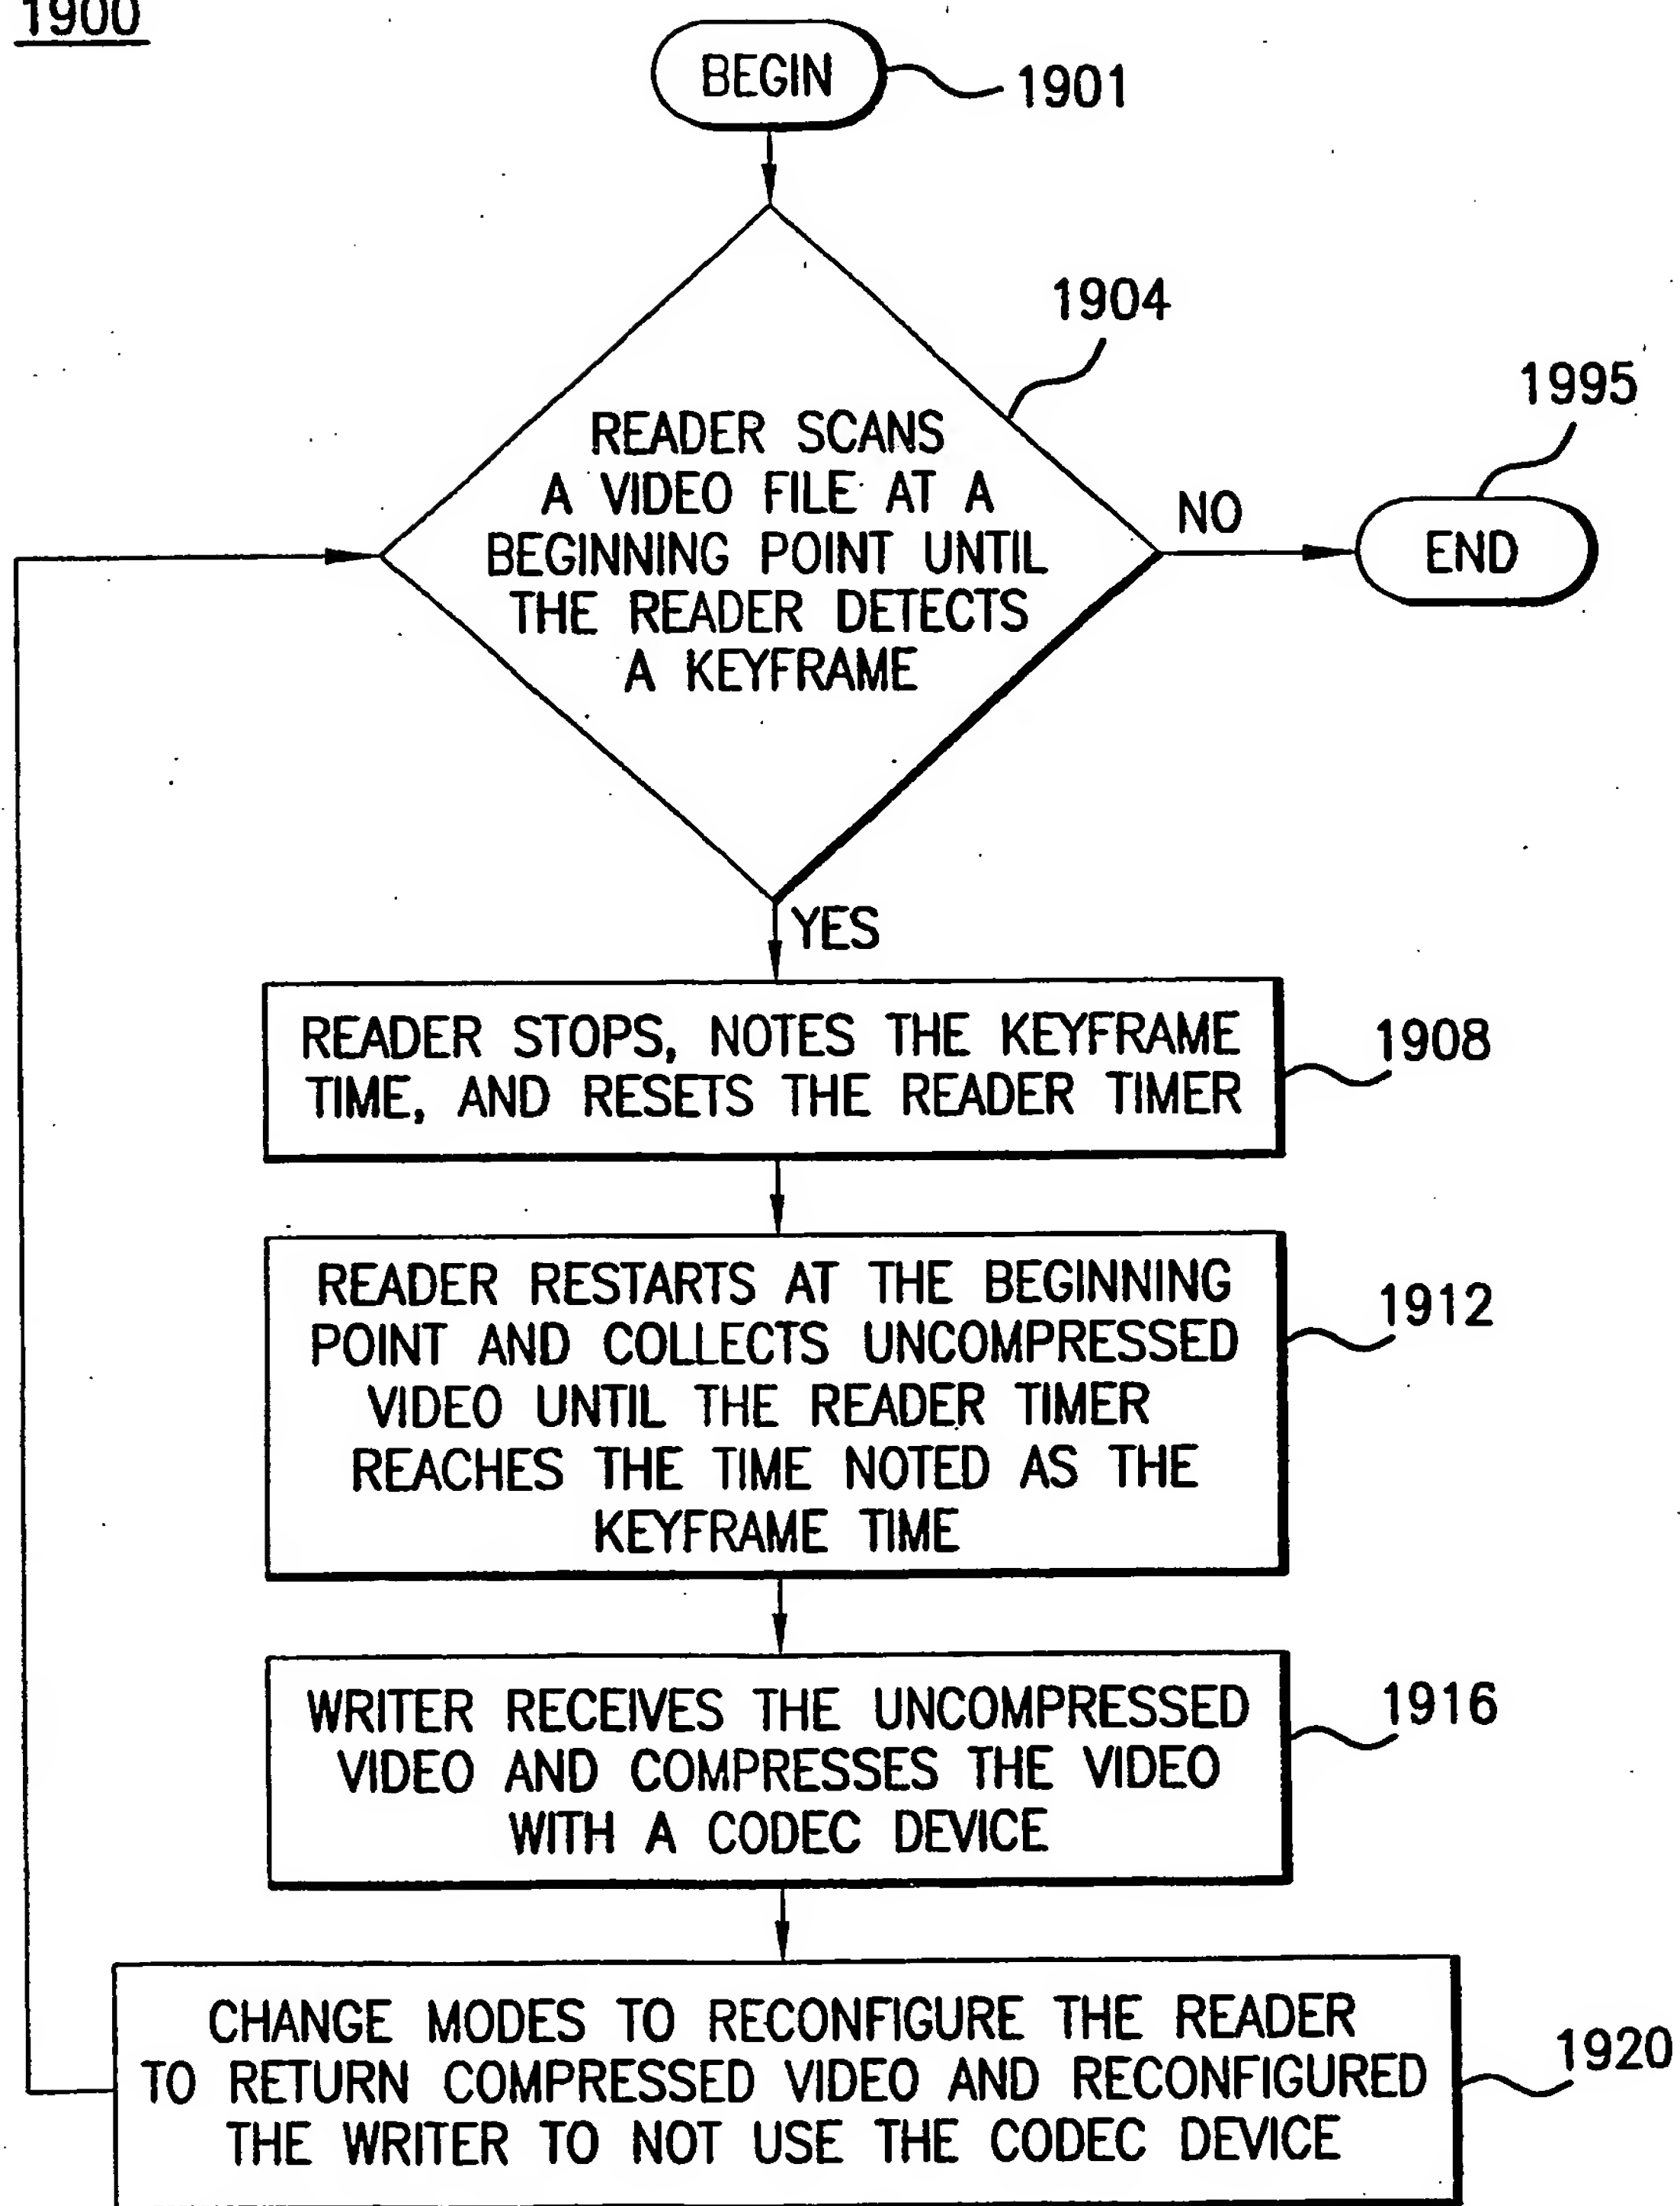 1900
BEGIN
1901
1904
1995
READER SCANS
A VIDEO FILE AT A
BEGINNING POINT UNTIL
THE READER DETECTS
A KEYFRAME
NO
END
YES
READER STOPS, NOTES THE KEYFRAME
TIME, AND RESETS THE READER TIMER
1908
READER RESTARTS AT THE BEGINNING
POINT AND COLLECTS UNCOMPRESSED
VIDEO UNTIL THE READER TIMER
REACHES THE TIME NOTED AS THE
KEYFRAME TIME
1912
WRITER RECEIVES THE UNCOMPRESSED
VIDEO AND COMPRESSES THE VIDEO
WITH A CODEC DEVICE
1916
CHANGE MODES TO RECONFIGURE THE READER
TO RETURN COMPRESSED VIDEO AND RECONFIGURED
THE WRITER TO NOT USE THE CODEC DEVICE
1920